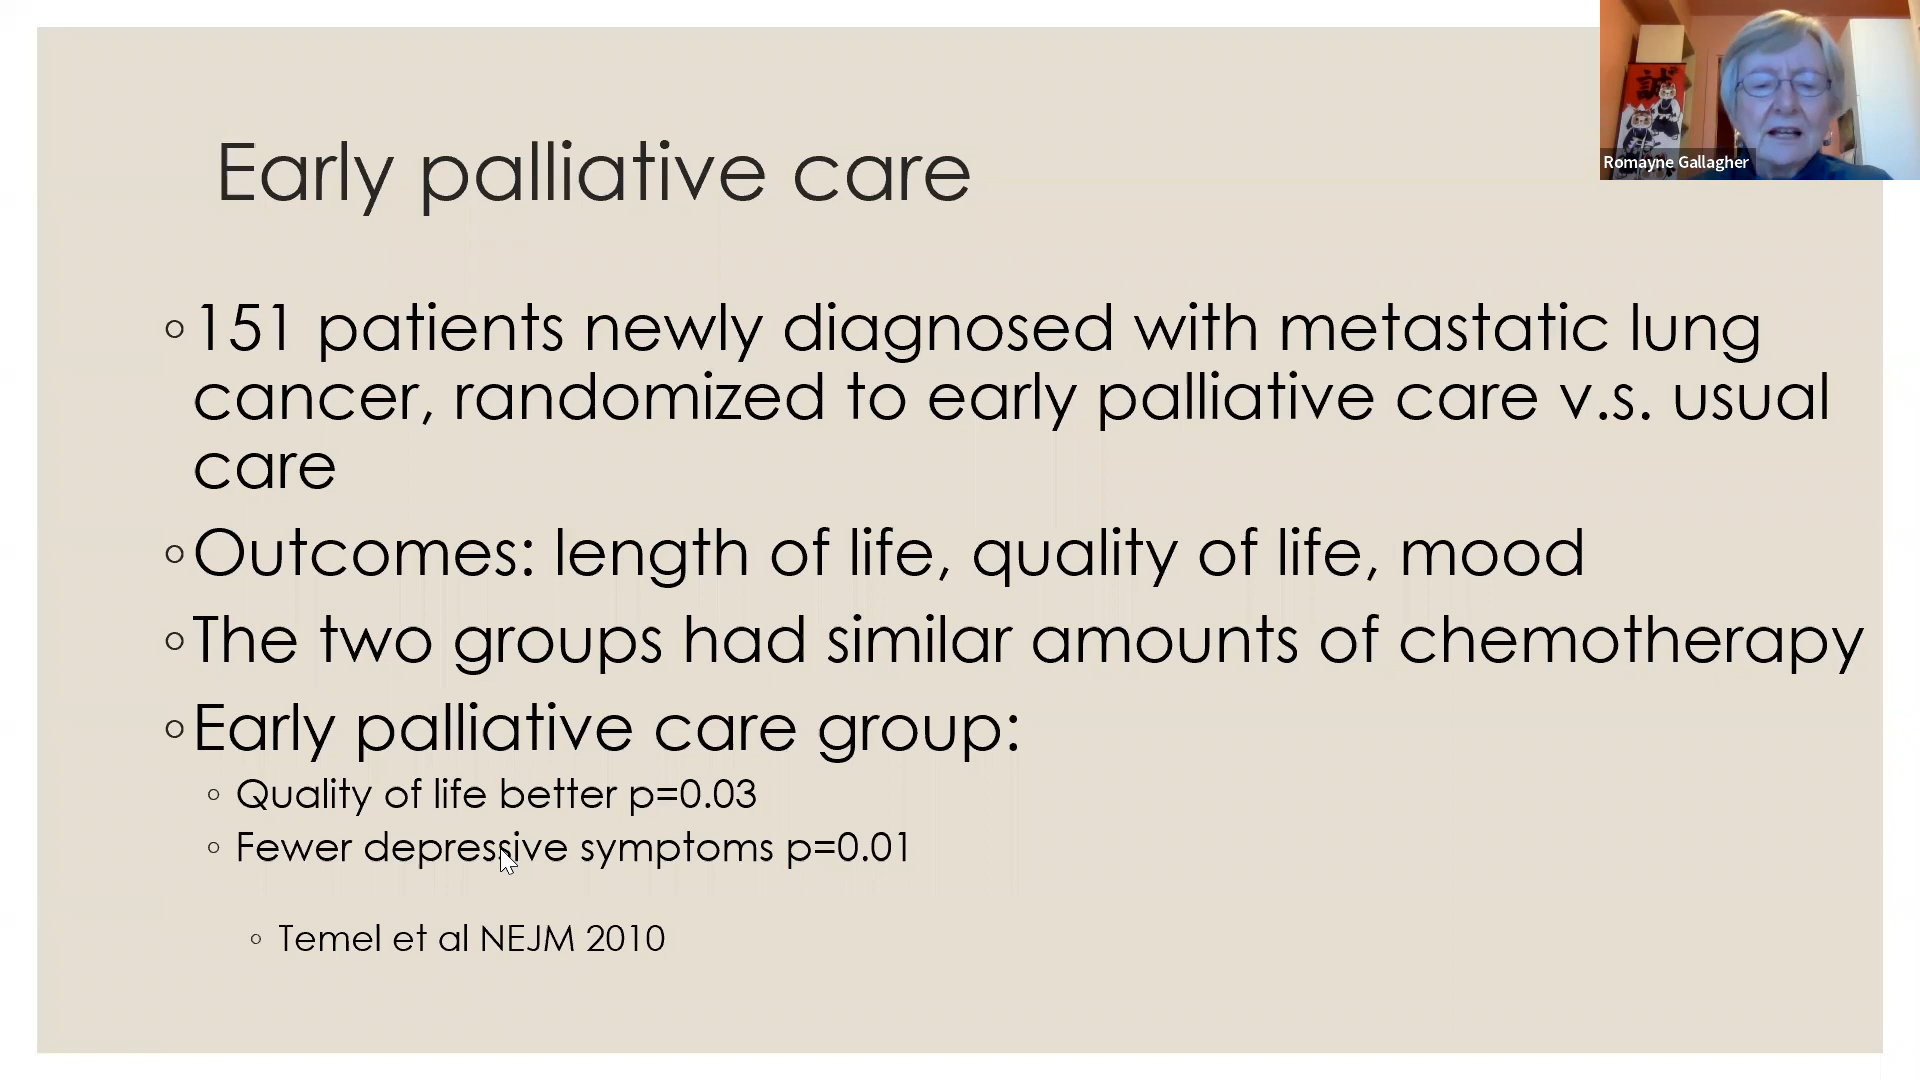 誠
Romayne Gallagher
Early palliative care
151 patients newly diagnosed with metastatic lung
cancer, randomized to early palliative care v.s. usual
care
Outcomes: length of life, quality of life, mood
The two groups had similar amounts of chemotherapy
Early palliative care group:
Quality of life better p=0.03
Fewer depressive symptoms p=0.01
Temel et al NEJM 2010